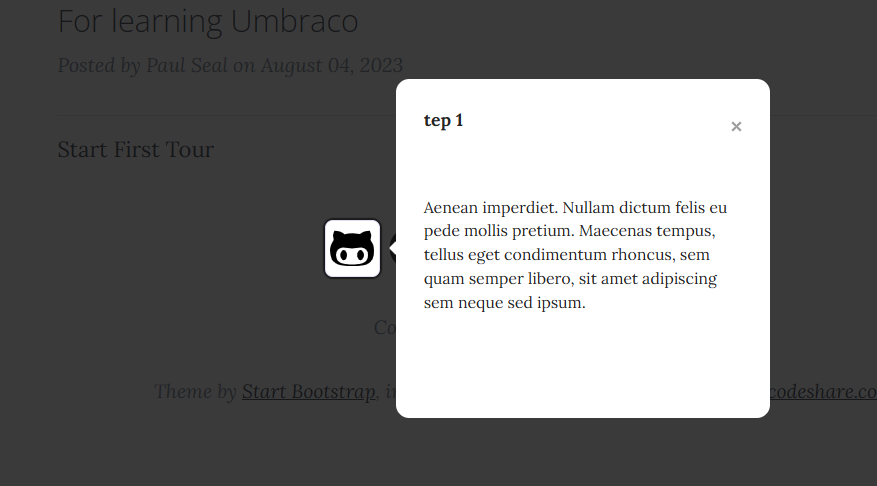 For learning Umbraco
Posted by Paul Seal on August 04, 2023
tep 1
×
Start First Tour
Aenean imperdiet. Nullam dictum felis eu
pede mollis pretium. Maecenas tempus,
tellus eget condimentum rhoncus, sem
quam semper libero, sit amet adipiscing
sem neque sed ipsum.
Co
Theme by Start Bootstrap, i codeshare.co